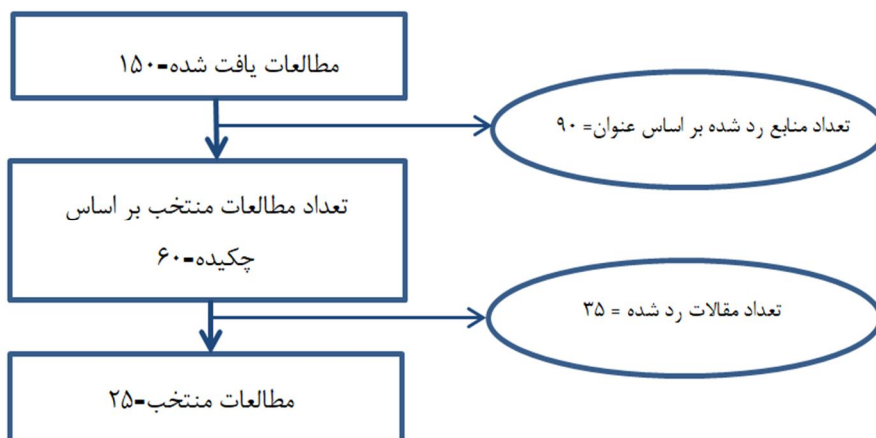 مطالعات یافت شده=۱۵۰
تعداد منابع رد شده بر اساس عنوان= ۹۰
تعداد مطالعات منتخب بر اساس
چکیده=۶۰
تعداد مقالات رد شده = ۳۵
مطالعات منتخب=۲۵